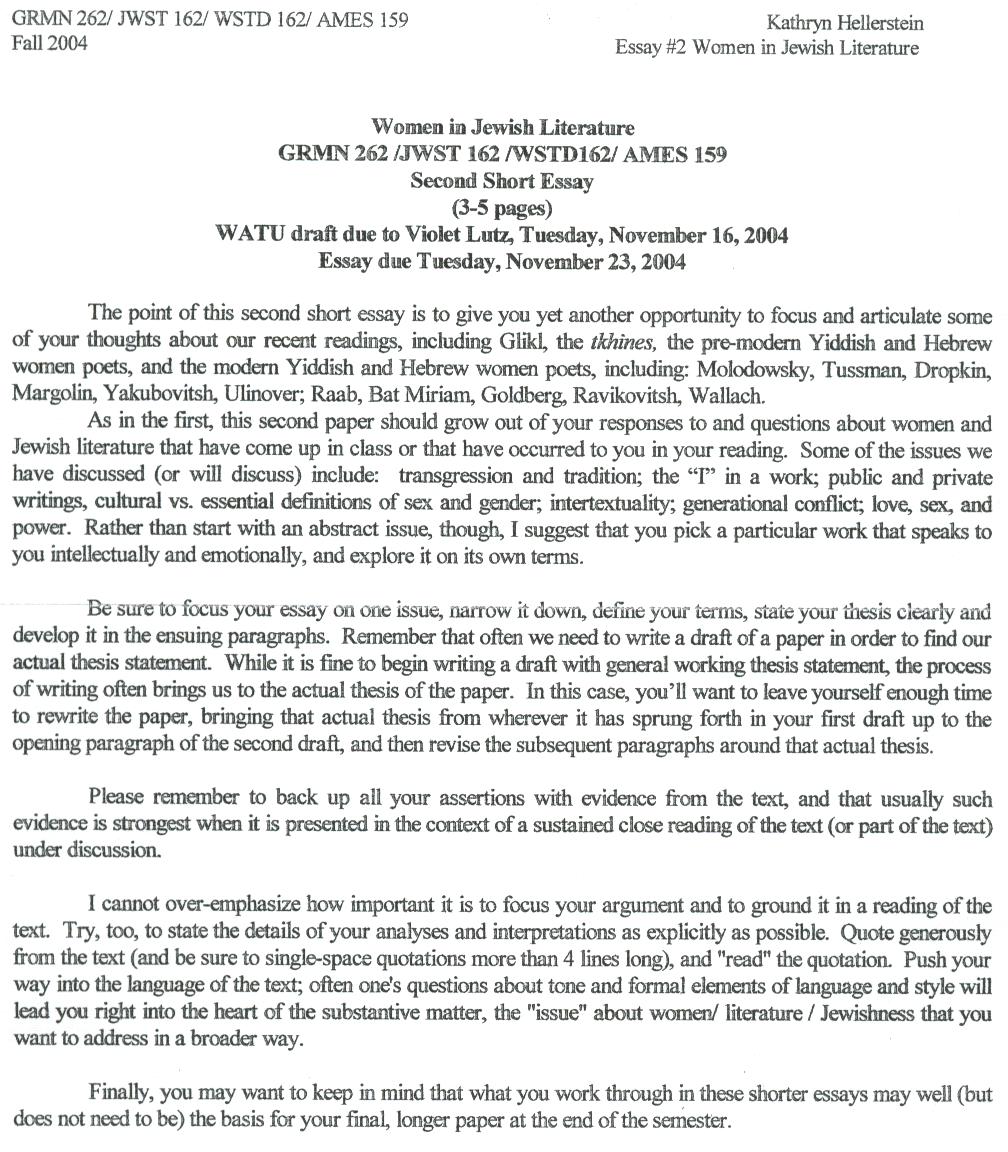 GRMN 262/ JWST 162/ WSTD 162/ AMES 159
Kathryn Hellerstein
Fall 2004
Essay #2 Women in Jewish Literature
Women in Jewish Literature
GRMN 262 /JWST 162 /WSTD162/ AMES 159
Second Short Essay
(3-5 pages)
WATU draft due to Violet Lutz, Tuesday, November 16, 2004
Essay due Tuesday, November 23, 2004
The point of this second short essay is to give you yet another opportunity to focus and articulate some
of your thoughts about our recent readings, including Glikl, the tkhines, the pre-modern Yiddish and Hebrew
women poets, and the modern Yiddish and Hebrew women poets, including: Molodowsky, Tussman, Dropkin,
Margolin, Yakubovitsh, Ulinover; Raab, Bat Miriam, Goldberg, Ravikovitsh, Wallach.
As in the first, this second paper should grow out of your responses to and questions about women and
Jewish literature that have come up in class or that have occurred to you in your reading. Some of the issues we
have discussed (or will discuss) include: transgression and tradition; the “I” in a work; public and private
writings, cultural vs. essential definitions of sex and gender; intertextuality; generational conflict; love, sex, and
power. Rather than start with an abstract issue, though, I suggest that you pick a particular work that speaks to
you intellectually and emotionally, and explore it on its own terms.
Be sure to focus your essay on one issue, narrow it down, define your terms, state your thesis clearly and
develop it in the ensuing paragraphs. Remember that often we need to write a draft of a paper in order to find our
actual thesis statement. While it is fine to begin writing a draft with general working thesis statement, the process
of writing often brings us to the actual thesis of the paper. In this case, you’ll want to leave yourself enough time
to rewrite the paper, bringing that actual thesis from wherever it has sprung forth in your first draft up to the
opening paragraph of the second draft, and then revise the subsequent paragraphs around that actual thesis.
Please remember to back up all your assertions with evidence from the text, and that usually such
evidence is strongest when it is presented in the context of a sustained close reading of the text (or part of the text)
under discussion.
I cannot over-emphasize how important it is to focus your argument and to ground it in a reading of the
text. Try, too, to state the details of your analyses and interpretations as explicitly as possible. Quote generously
from the text (and be sure to single-space quotations more than 4 lines long), and "read" the quotation. Push your
way into the language of the text; often one's questions about tone and formal elements of language and style will
lead you right into the heart of the substantive matter, the "issue" about women/ literature / Jewishness that you
want to address in a broader way.
Finally, you may want to keep in mind that what you work through in these shorter essays may well (but
does not need to be) the basis for your final, longer paper at the end of the semester.